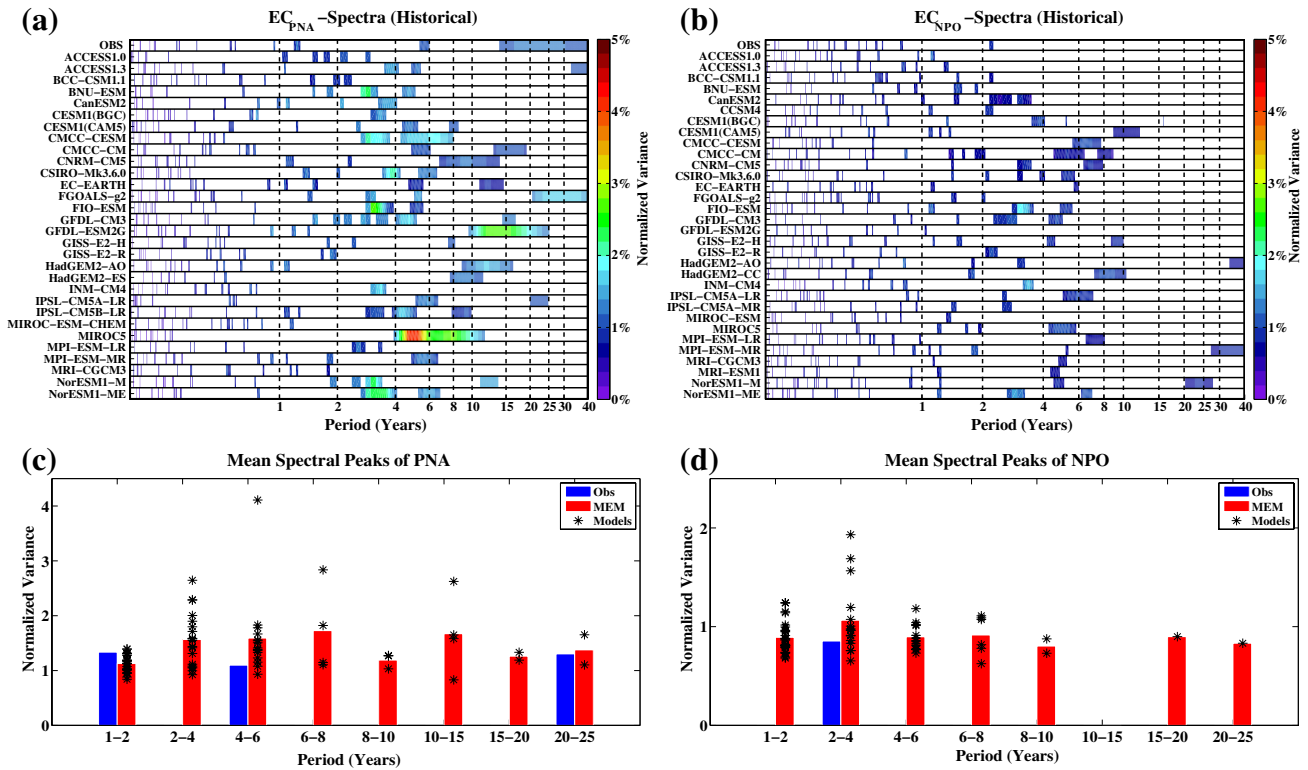 (a)
EC_PNA −Spectra (Historical)
OBS
ACCESS1.0
ACCESS1.3
BCC−CSM1.1
BNU−ESM
CanESM2
CESM1(BGC)
CESM1(CAM5)
CMCC−CESM
CMCC−CM
CNRM−CM5
CSIRO−Mk3.6.0
EC−EARTH
FGOALS−g2
FIO−ESM
GFDL−CM3
GFDL−ESM2G
GISS−E2−H
GISS−E2−R
HadGEM2−AO
HadGEM2−ES
INM−CM4
IPSL−CM5A−LR
IPSL−CM5B−LR
MIROC−ESM−CHEM
MIROC5
MPI−ESM−LR
MPI−ESM−MR
MRI−CGCM3
NorESM1−M
NorESM1−ME
1 2 4 6 8 10 15 20 25 30 40
Period (Years)
5%
4%
3%
2%
1%
0%
Normalized Variance
(b)
EC_NPO −Spectra (Historical)
OBS
ACCESS1.0
ACCESS1.3
BCC−CSM1.1
BNU−ESM
CanESM2
CCSM4
CESM1(BGC)
CESM1(CAM5)
CMCC−CESM
CMCC−CM
CNRM−CM5
CSIRO−Mk3.6.0
EC−EARTH
FGOALS−g2
FIO−ESM
GFDL−CM3
GFDL−ESM2G
GISS−E2−H
GISS−E2−R
HadGEM2−AO
HadGEM2−CC
INM−CM4
IPSL−CM5A−LR
IPSL−CM5A−MR
MIROC−ESM
MIROC5
MPI−ESM−LR
MPI−ESM−MR
MRI−CGCM3
MRI−ESM1
NorESM1−M
NorESM1−ME
1 2 4 6 8 10 15 20 25 30 40
Period (Years)
5%
4%
3%
2%
1%
0%
Normalized Variance
(c)
Mean Spectral Peaks of PNA
Normalized Variance
4
3
2
1
0
Obs
MEM
Models
1−2 2−4 4−6 6−8 8−10 10−15 15−20 20−25
Period (Years)
(d)
Mean Spectral Peaks of NPO
Normalized Variance
2
1
0
Obs
MEM
Models
1−2 2−4 4−6 6−8 8−10 10−15 15−20 20−25
Period (Years)